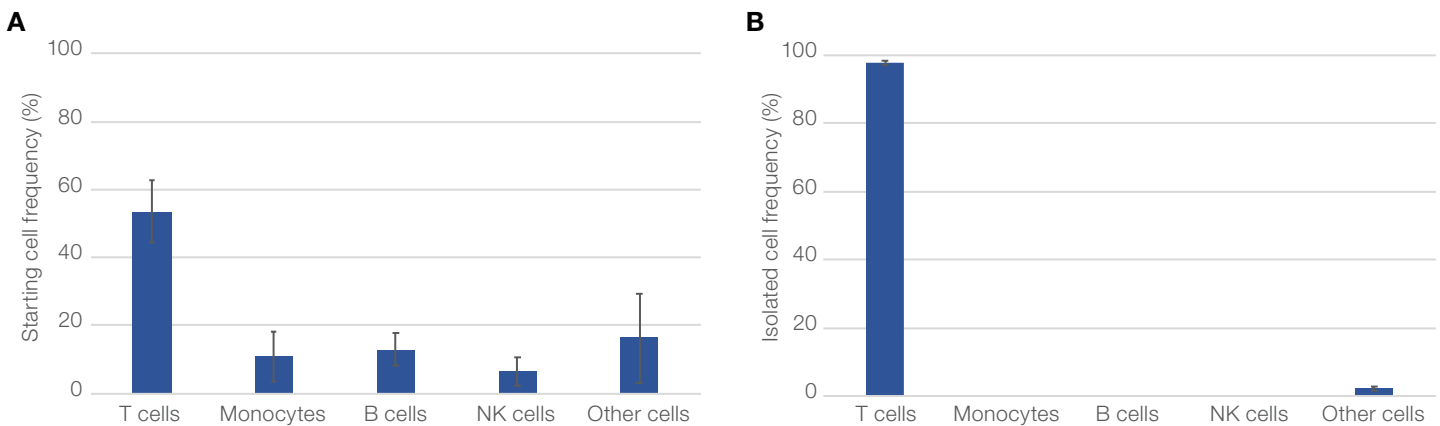 A
Starting cell frequency (%)
100
80
60
40
20
0
T cells Monocytes B cells NK cells Other cells
B
Isolated cell frequency (%)
100
80
60
40
20
0
T cells Monocytes B cells NK cells Other cells